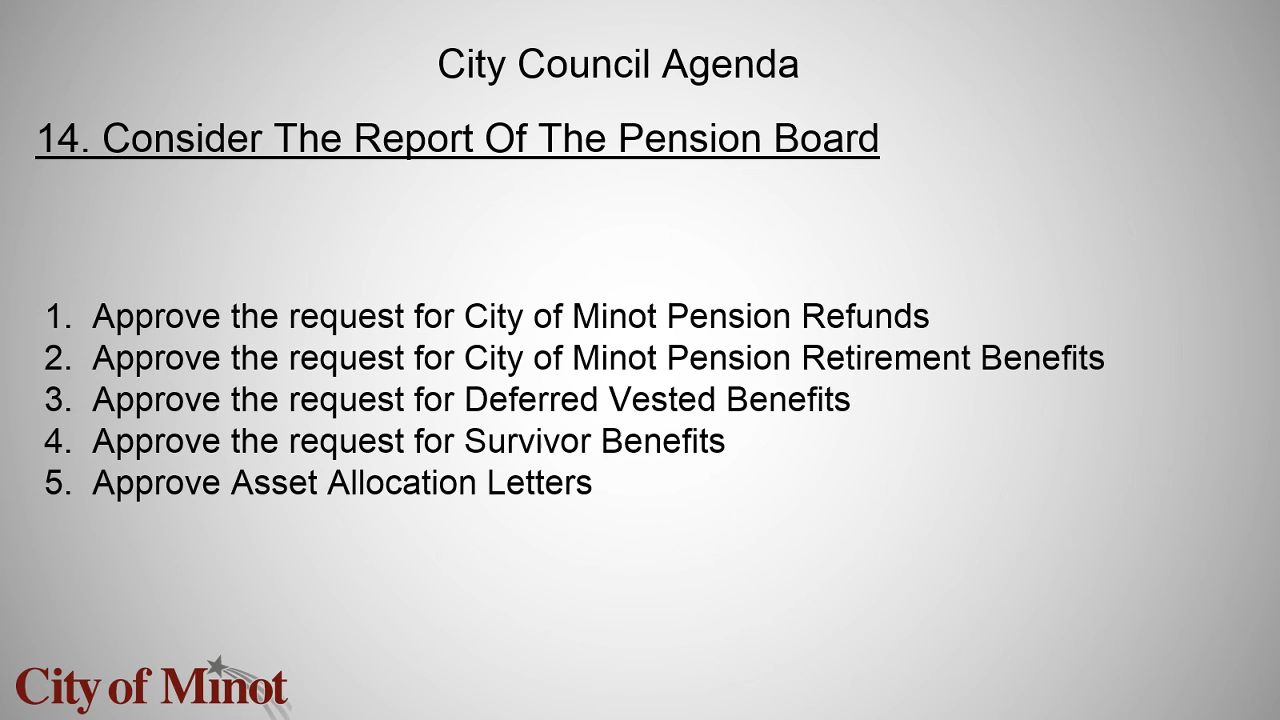 City Council Agenda
14. Consider The Report Of The Pension Board
1. Approve the request for City of Minot Pension Refunds
2. Approve the request for City of Minot Pension Retirement Benefits
3. Approve the request for Deferred Vested Benefits
4. Approve the request for Survivor Benefits
5. Approve Asset Allocation Letters
City of Minot